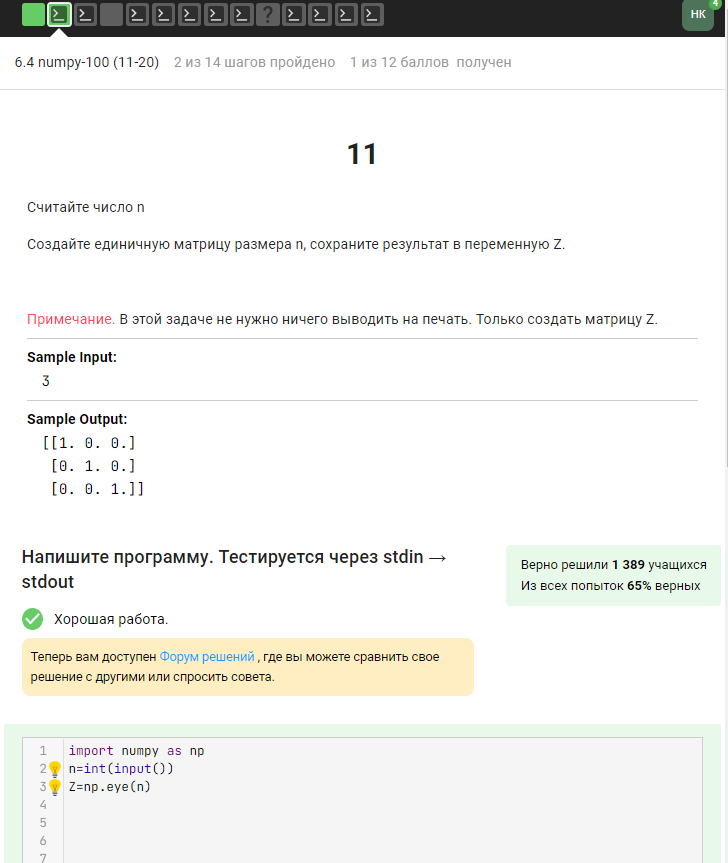 ?
НК
4
6.4 numpy-100 (11-20) 2 из 14 шагов пройдено 1 из 12 баллов получен
11
Считайте число n
Создайте единичную матрицу размера n, сохраните результат в переменную Z.
Примечание. В этой задаче не нужно ничего выводить на печать. Только создать матрицу Z.
Sample Input:
3
Sample Output:
[[1. 0. 0.]
[0. 1. 0.]
[0. 0. 1.]]
Напишите программу. Тестируется через stdin →
stdout
Верно решили 1 389 учащихся
Из всех попыток 65% верных
Хорошая работа.
Теперь вам доступен Форум решений , где вы можете сравнить свое
решение с другими или спросить совета.
1 import numpy as np
2 n=int(input())
3 Z=np.eye(n)
4
5
6
7